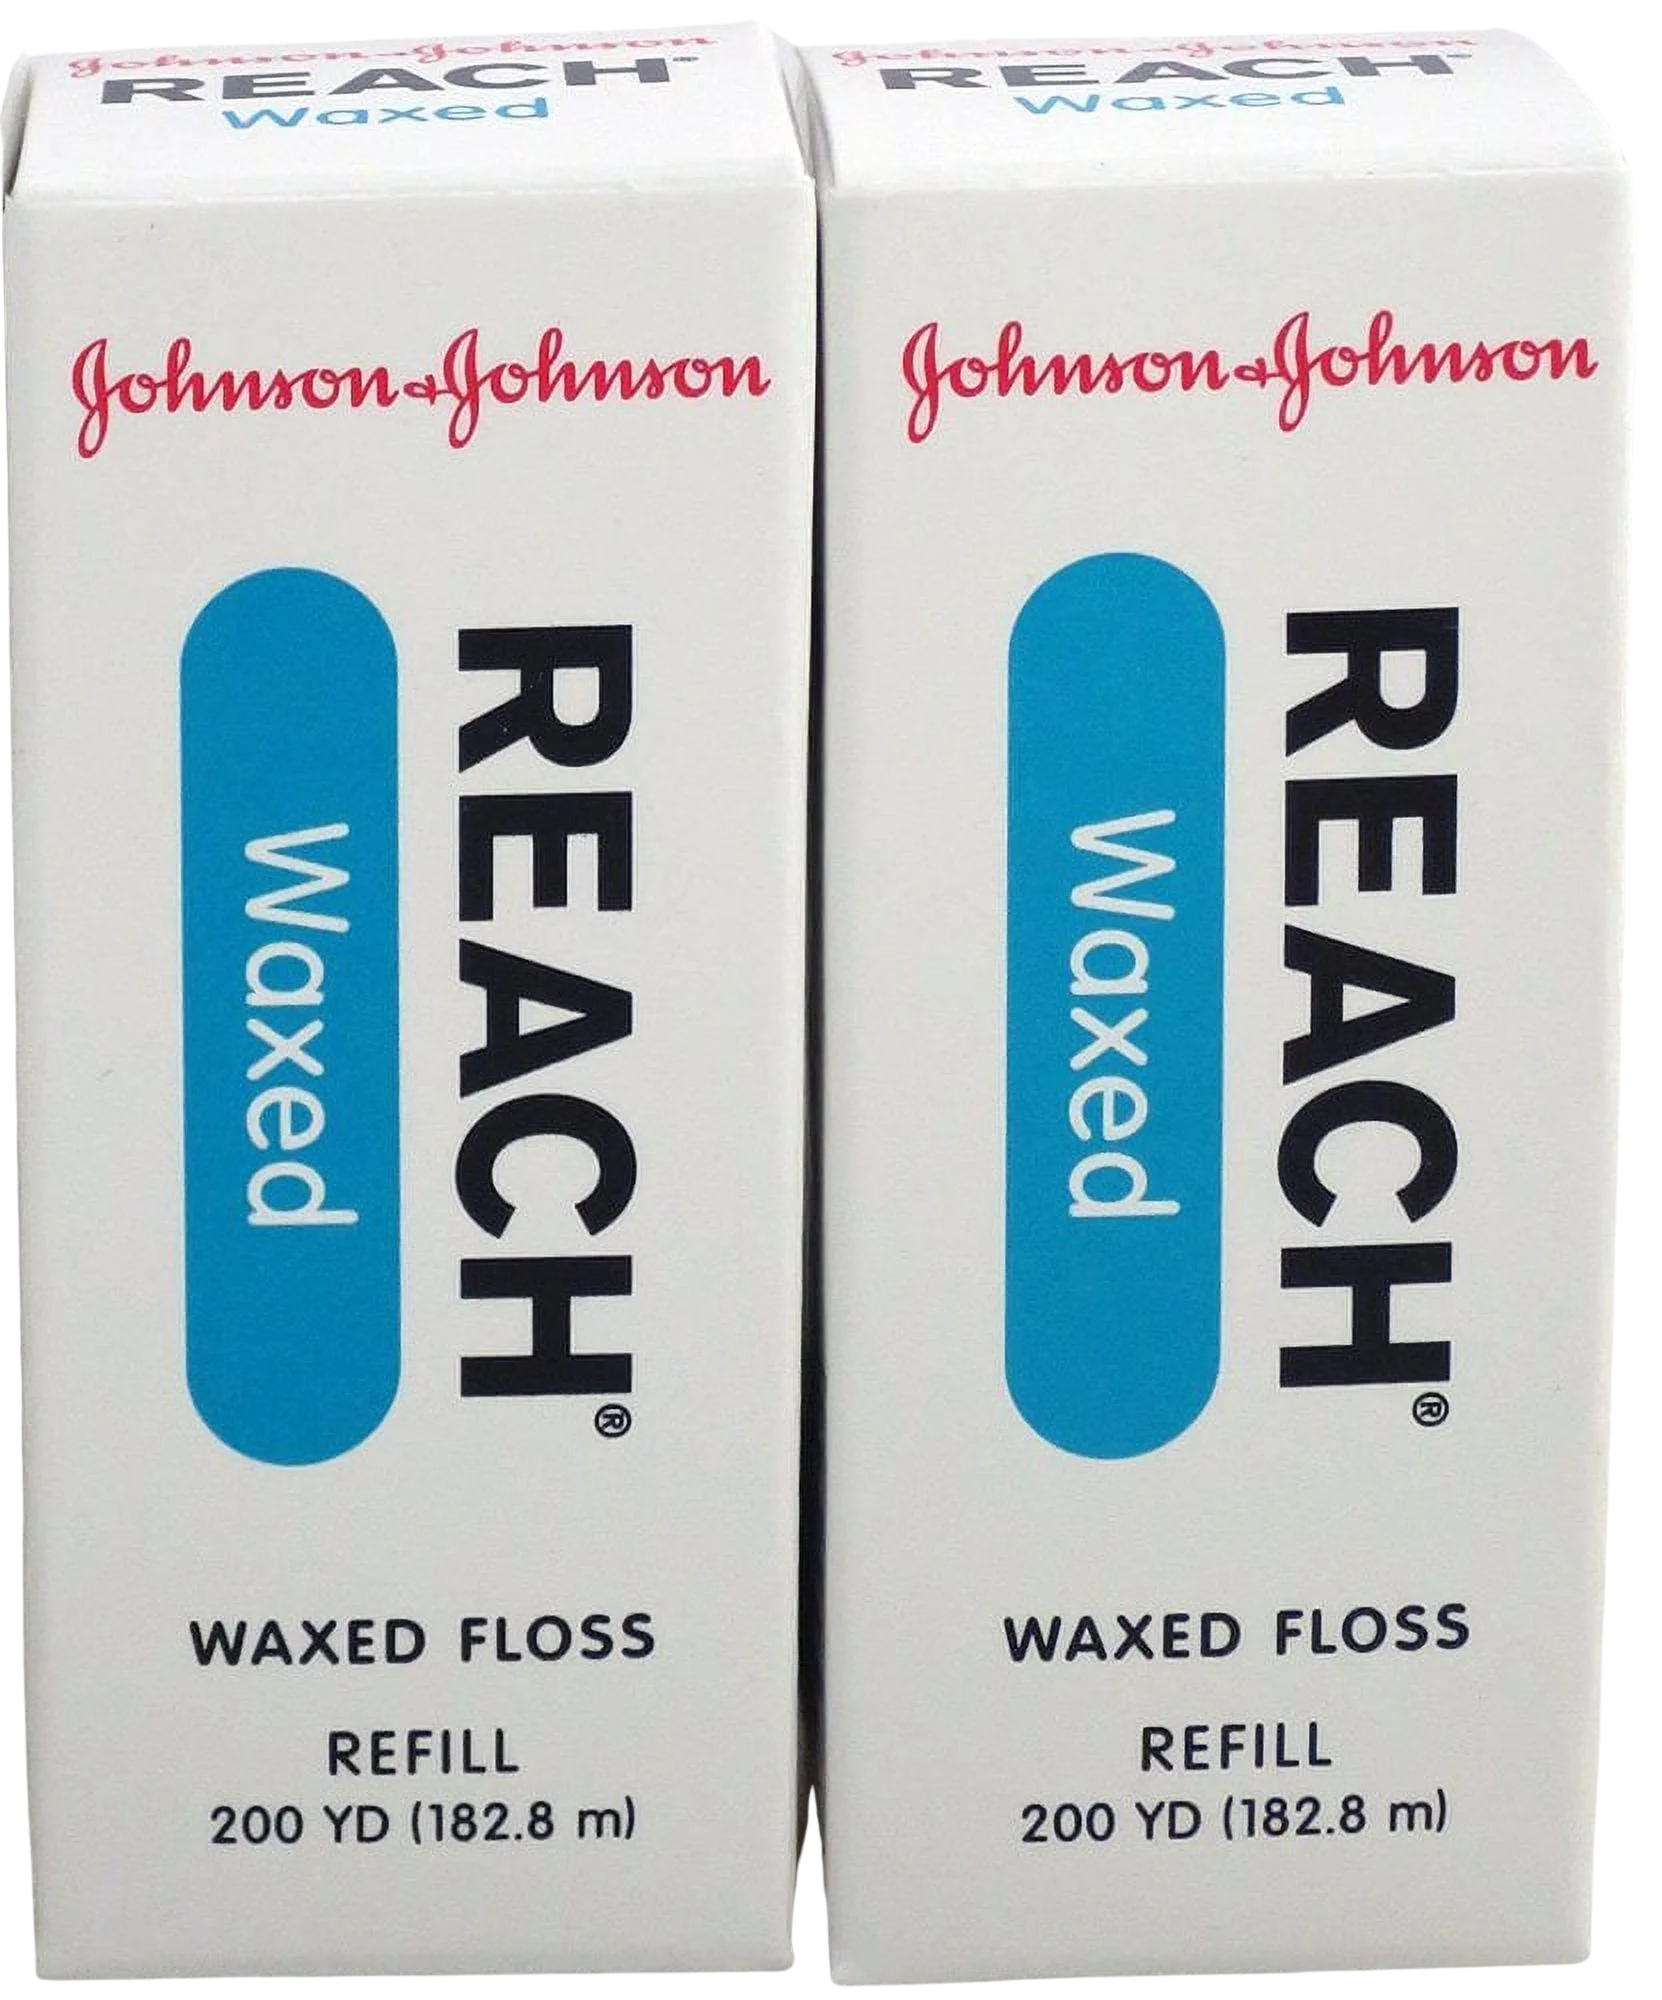 Johnson & Johnson
REACH®
Waxed
Johnson & Johnson
REACH®
Waxed
WAXED FLOSS
REFILL
200 YD (182.8 m)
Johnson & Johnson
REACH®
Waxed
Johnson & Johnson
REACH®
Waxed
WAXED FLOSS
REFILL
200 YD (182.8 m)